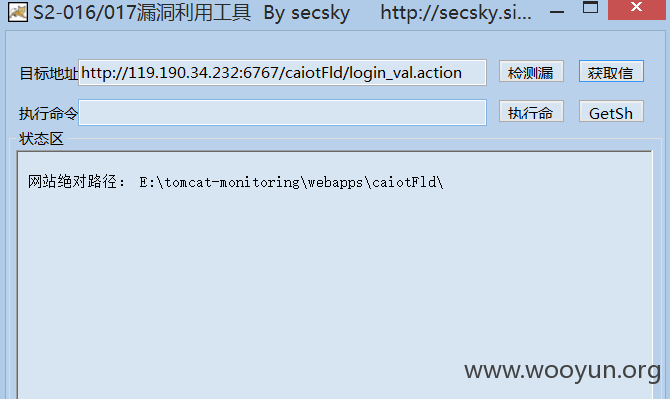 S2-016/017漏洞利用工具 By secsky http://secsky.si...
目标地址 http://119.190.34.232:6767/caiotFld/login_val.action 检测漏 获取信
执行命令 执行命 GetSh
状态区
网站绝对路径： E:\tomcat-monitoring\webapps\caiotFld\
www.wooyun.org